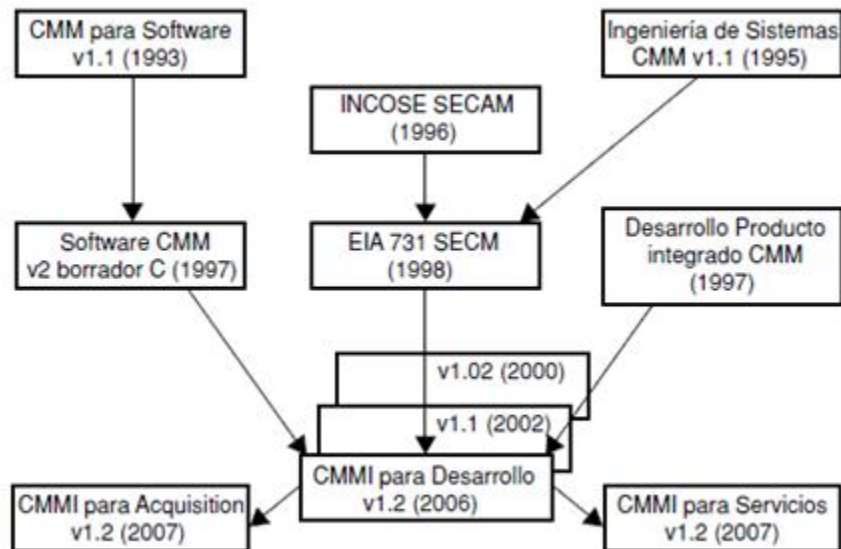 CMM para Software
v1.1 (1993)
Ingeniería de Sistemas
CMM v1.1 (1995)
INCOSE SECAM
(1996)
Software CMM
v2 borrador C (1997)
EIA 731 SECM
(1998)
Desarrollo Producto
integrado CMM
(1997)
v1.02 (2000)
v1.1 (2002)
CMMI para Desarrollo
v1.2 (2006)
CMMI para Acquisition
v1.2 (2007)
CMMI para Servicios
v1.2 (2007)